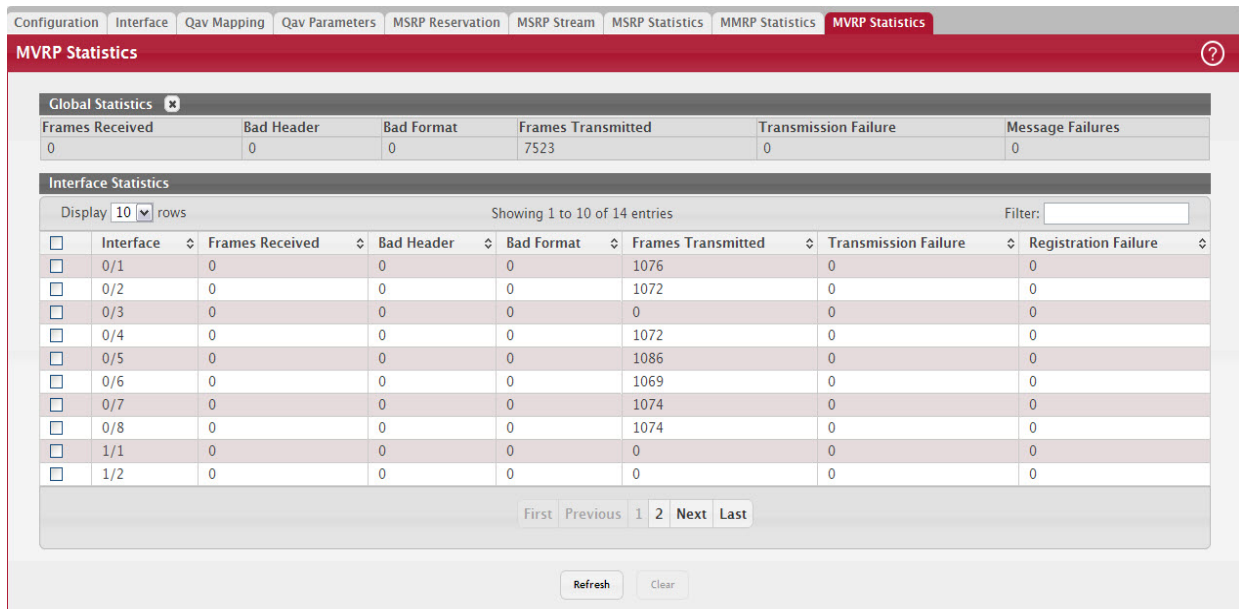 Configuration Interface Qav Mapping Qav Parameters MSRP Reservation MSRP Stream MSRP Statistics MMRP Statistics MVRP Statistics
MVRP Statistics ?
Global Statistics x
Frames Received Bad Header Bad Format Frames Transmitted Transmission Failure Message Failures
0 0 0 7523 0 0
Interface Statistics
Display 10 rows Showing 1 to 10 of 14 entries Filter:
Interface Frames Received Bad Header Bad Format Frames Transmitted Transmission Failure Registration Failure
0/1 0 0 0 1076 0 0
0/2 0 0 0 1072 0 0
0/3 0 0 0 0 0 0
0/4 0 0 0 1072 0 0
0/5 0 0 0 1086 0 0
0/6 0 0 0 1069 0 0
0/7 0 0 0 1074 0 0
0/8 0 0 0 1074 0 0
1/1 0 0 0 0 0 0
1/2 0 0 0 0 0 0
First Previous 1 2 Next Last
Refresh Clear